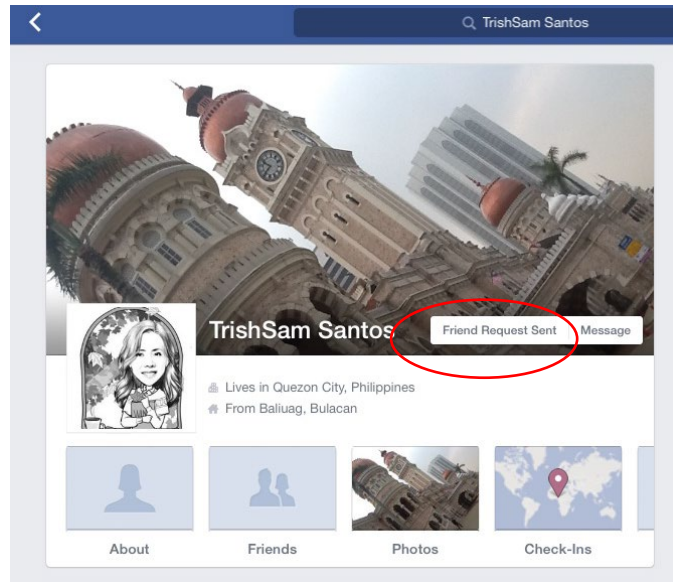 TrishSam Santos
TrishSam Santos
Friend Request Sent
Message
Lives in Quezon City, Philippines
From Baliuag, Bulacan
About
Friends
Photos
Check-Ins